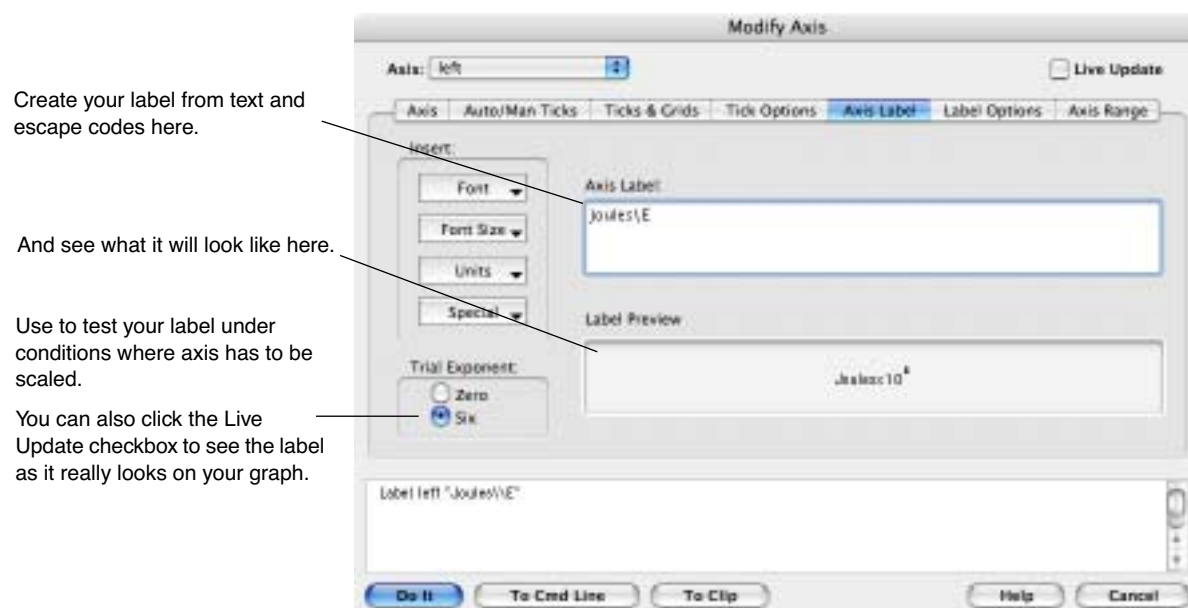 Modify Axis
Axis: left
Live Update
Create your label from text and
escape codes here.
Axis
Auto/Man Ticks
Ticks & Grids
Tick Options
Axis Label
Label Options
Axis Range
Insert:
Font
Axis Label:
Joules\E
Font Size
And see what it will look like here.
Units
Special
Label Preview
Use to test your label under
conditions where axis has to be
scaled.
Trial Exponent:
Joulesx10⁶
Zero
Six
You can also click the Live
Update checkbox to see the label
as it really looks on your graph.
Label left "Joules\\E"
Do It
To Cmd Line
To Clip
Help
Cancel